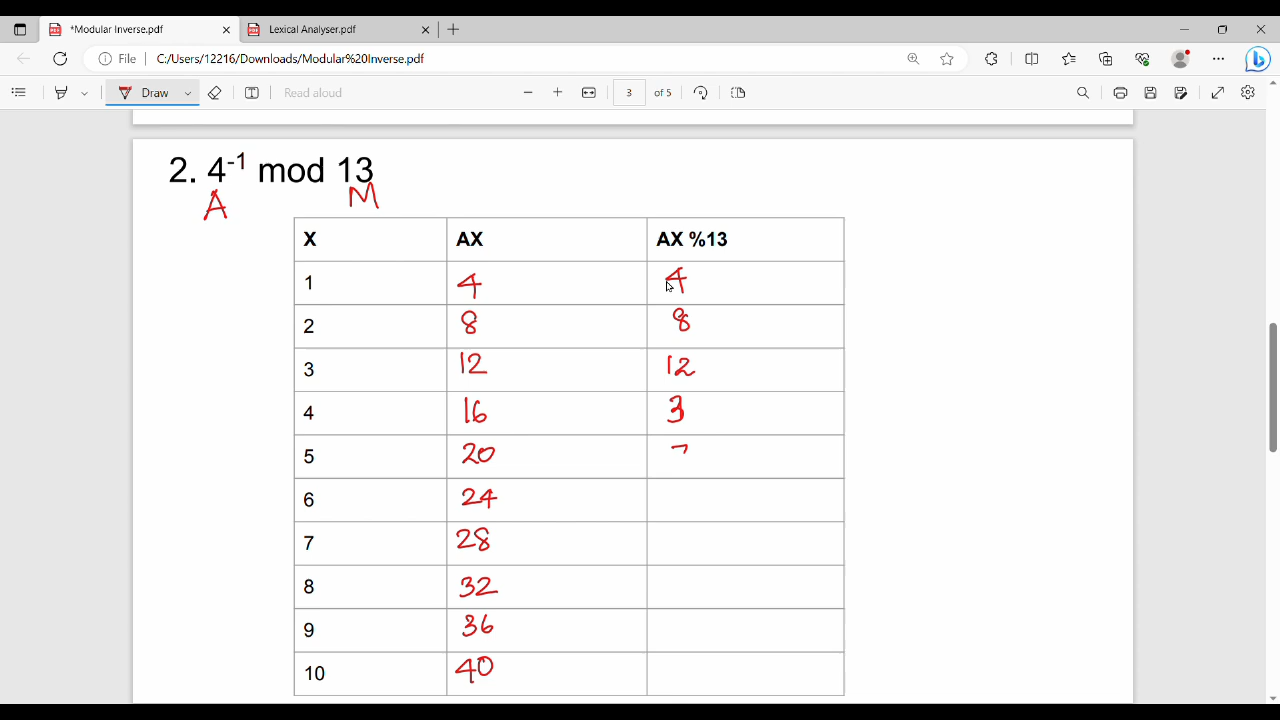 *Modular Inverse.pdf
Lexical Analyser.pdf
File
C:/Users/12216/Downloads/Modular%20Inverse.pdf
Draw
Read aloud
3 of 5
2. 4⁻¹ mod 13
A M
X AX AX %13
1 4 4
2 8 8
3 12 12
4 16 3
5 20
6 24
7 28
8 32
9 36
10 40